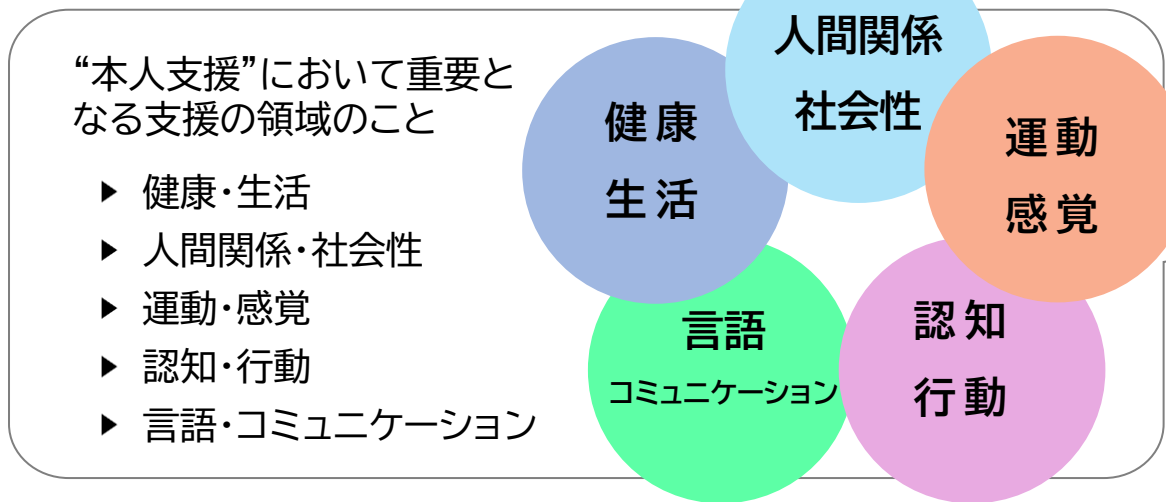 “本人支援”において重要と
なる支援の領域のこと
▶ 健康・生活
▶ 人間関係・社会性
▶ 運動・感覚
▶ 認知・行動
▶ 言語・コミュニケーション
人間関係
社会性
健康
生活
運動
感覚
言語
コミュニケーション
認知
行動